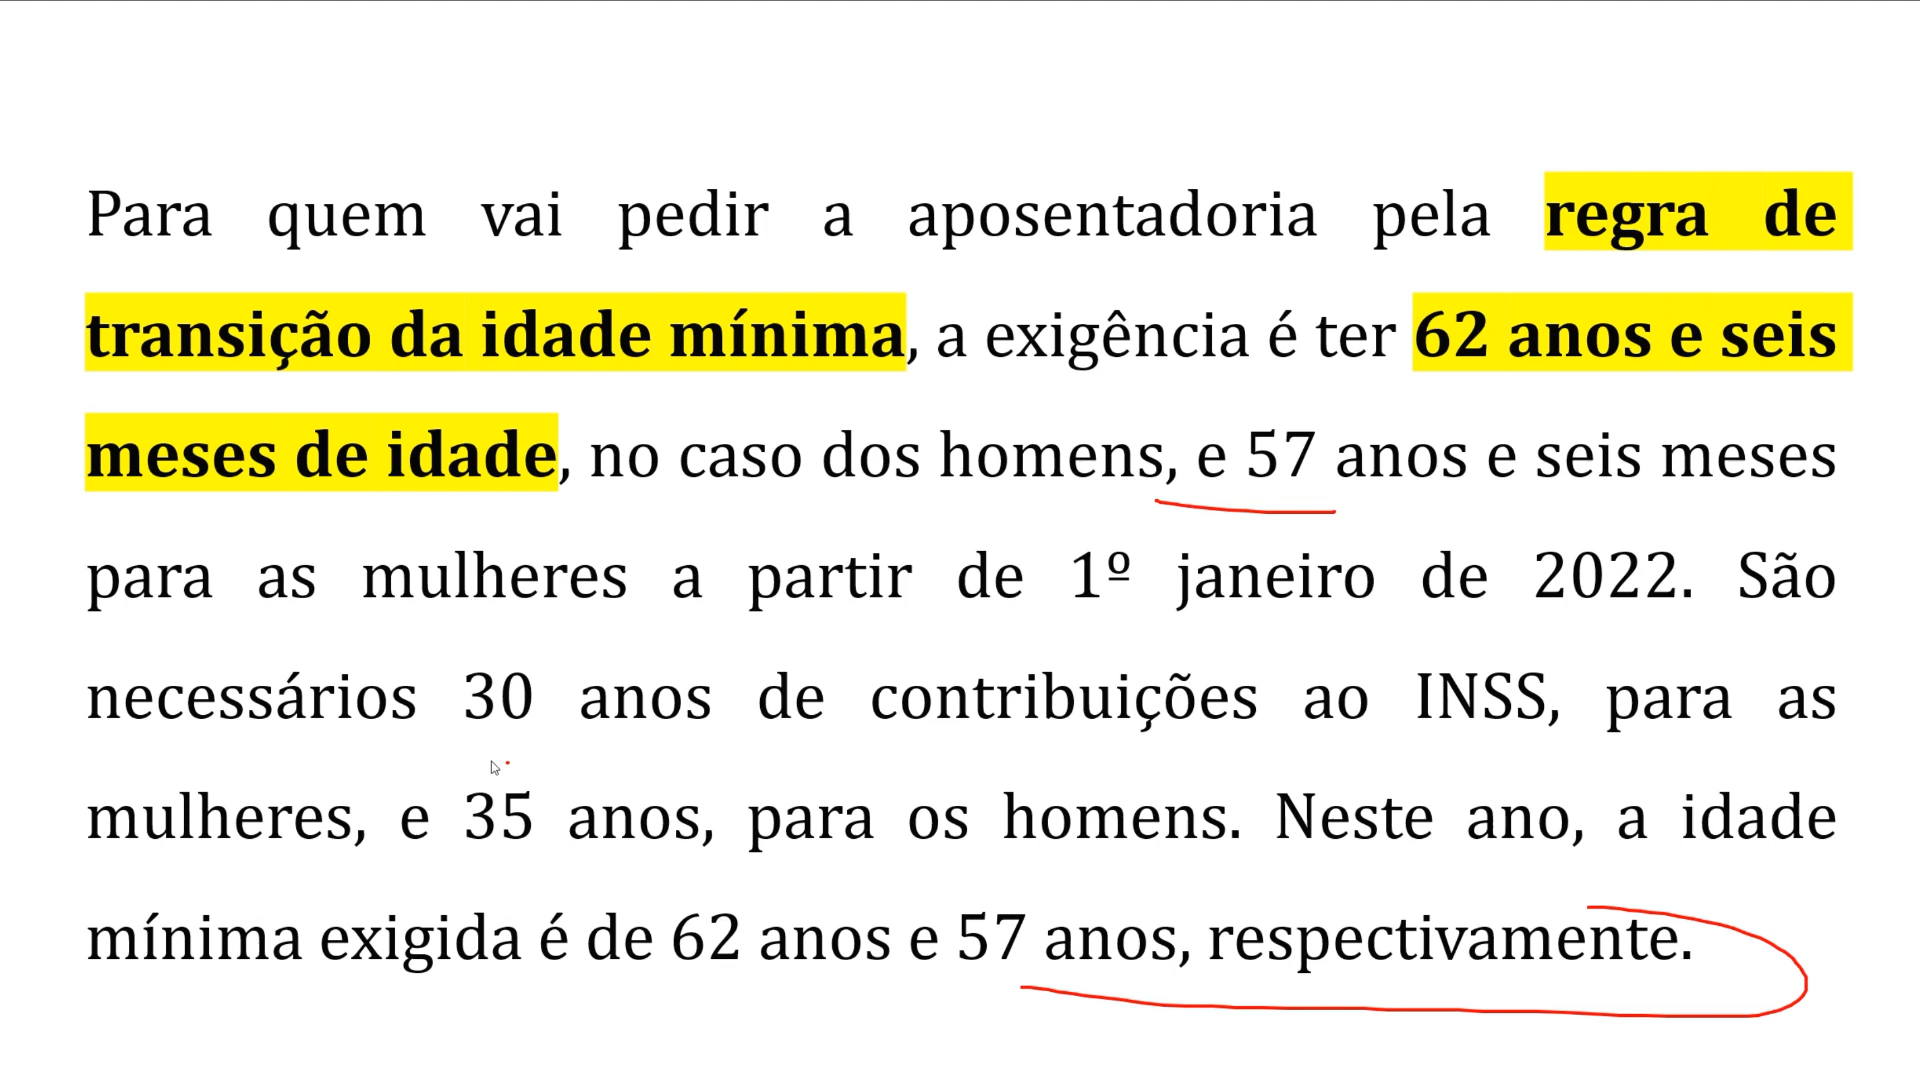 Para quem vai pedir a aposentadoria pela regra de
transição da idade mínima, a exigência é ter 62 anos e seis
meses de idade, no caso dos homens, e 57 anos e seis meses
para as mulheres a partir de 1º janeiro de 2022. São
necessários 30 anos de contribuições ao INSS, para as
mulheres, e 35 anos, para os homens. Neste ano, a idade
mínima exigida é de 62 anos e 57 anos, respectivamente.